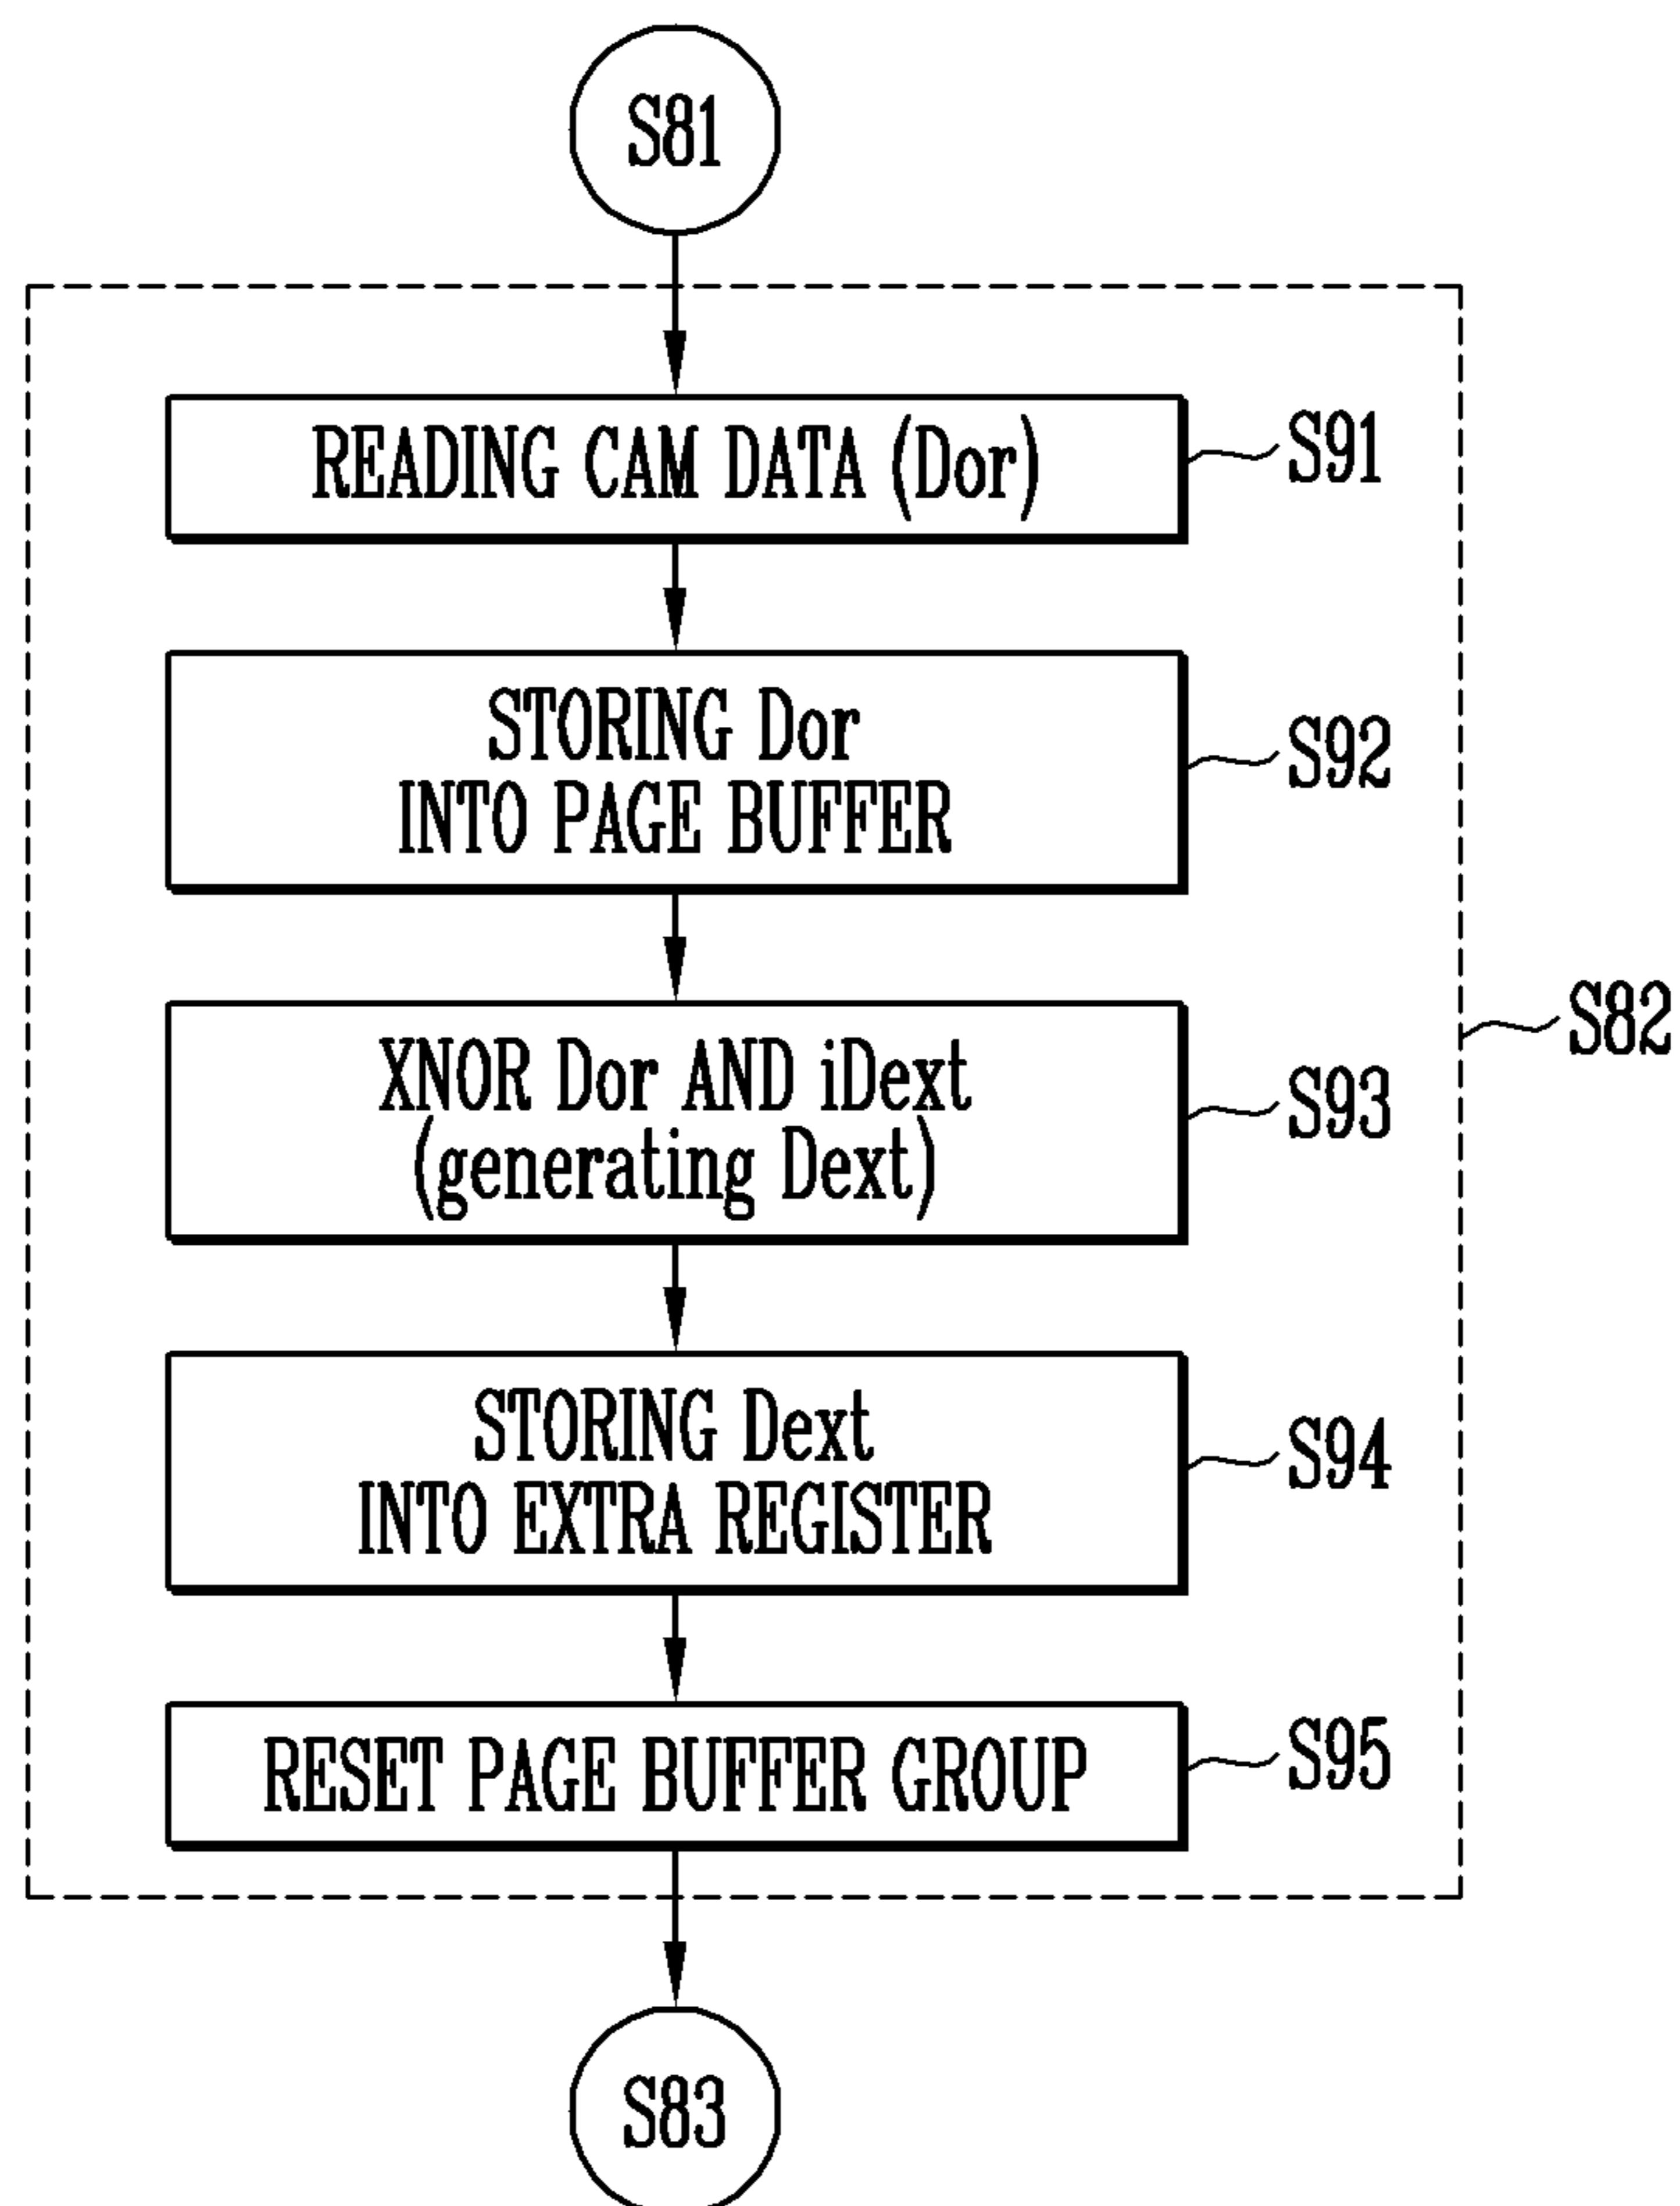 S81
READING CAM DATA (Dor)
S91
STORING Dor
INTO PAGE BUFFER
S92
XNOR Dor AND iDext
(generating Dext)
S93
S82
STORING Dext
INTO EXTRA REGISTER
S94
RESET PAGE BUFFER GROUP
S95
S83